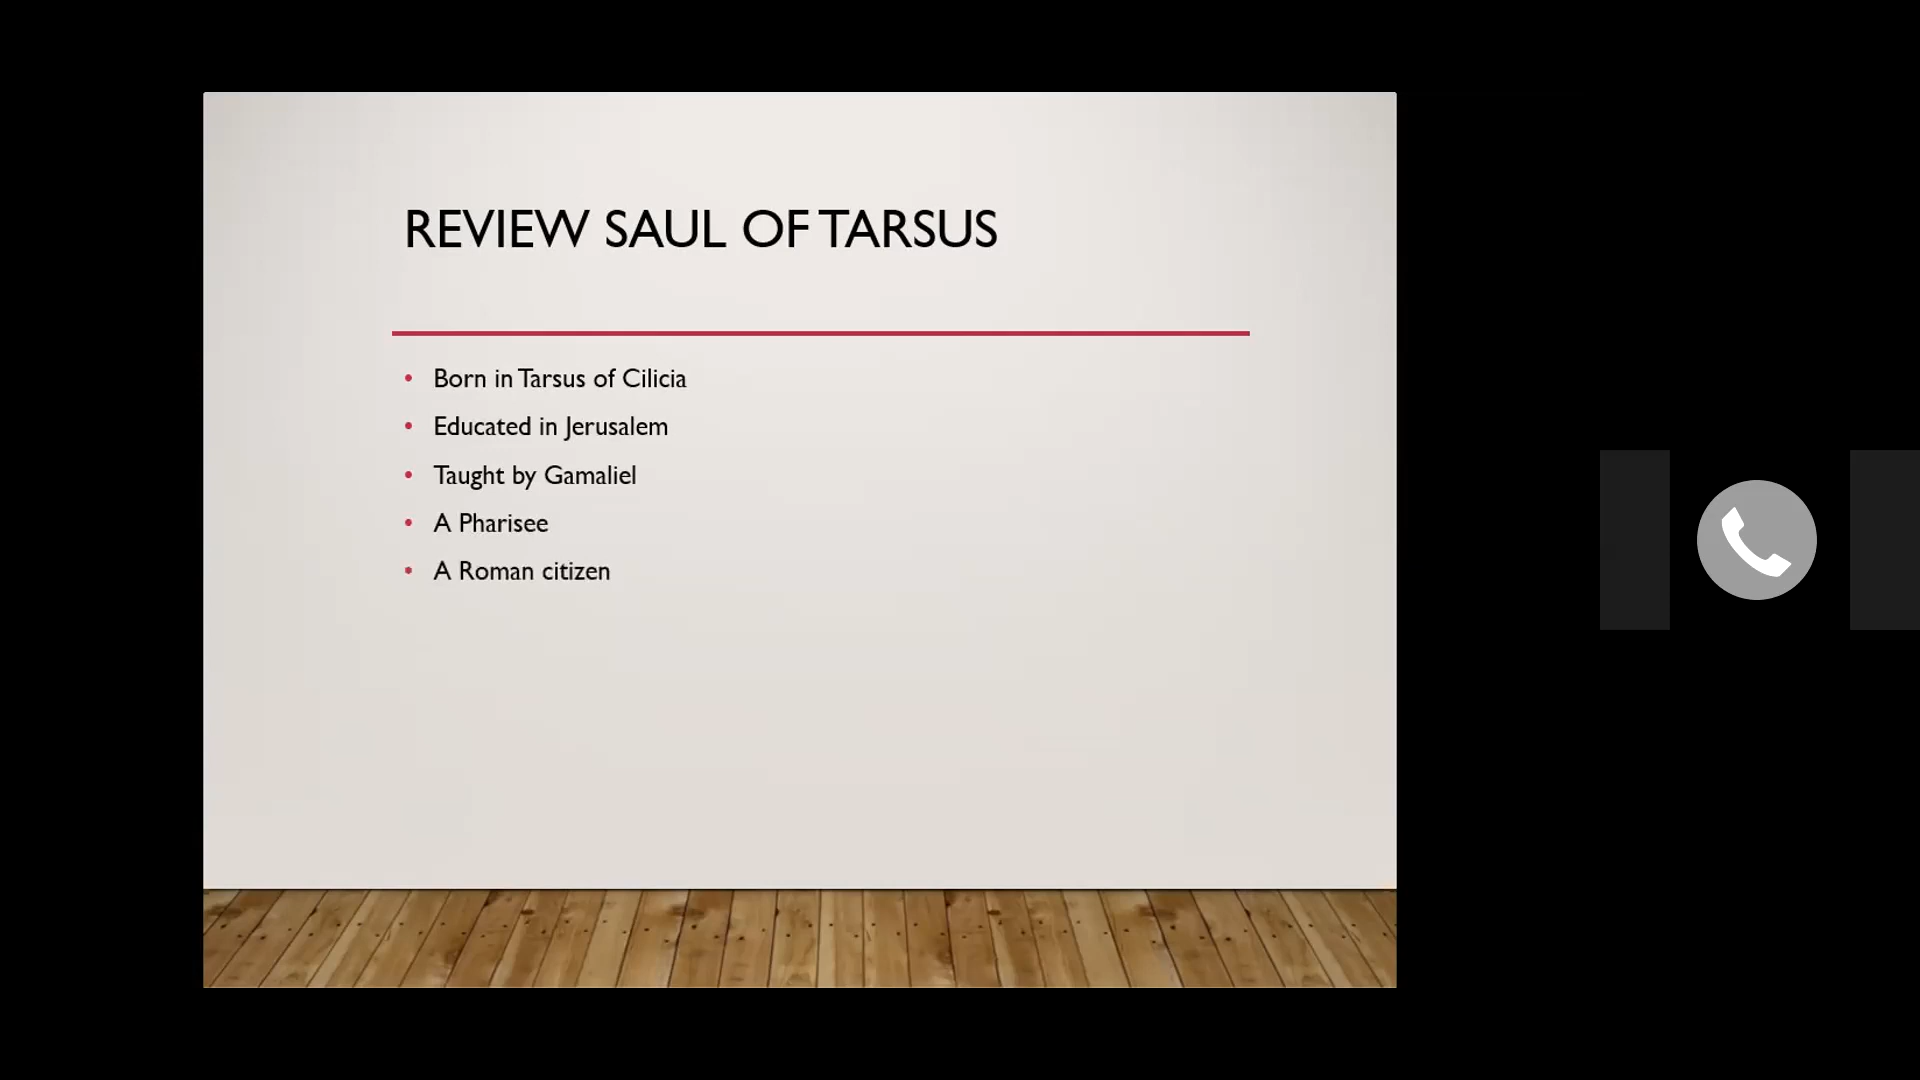 REVIEW SAUL OF TARSUS
• Born in Tarsus of Cilicia
• Educated in Jerusalem
• Taught by Gamaliel
• A Pharisee
• A Roman citizen